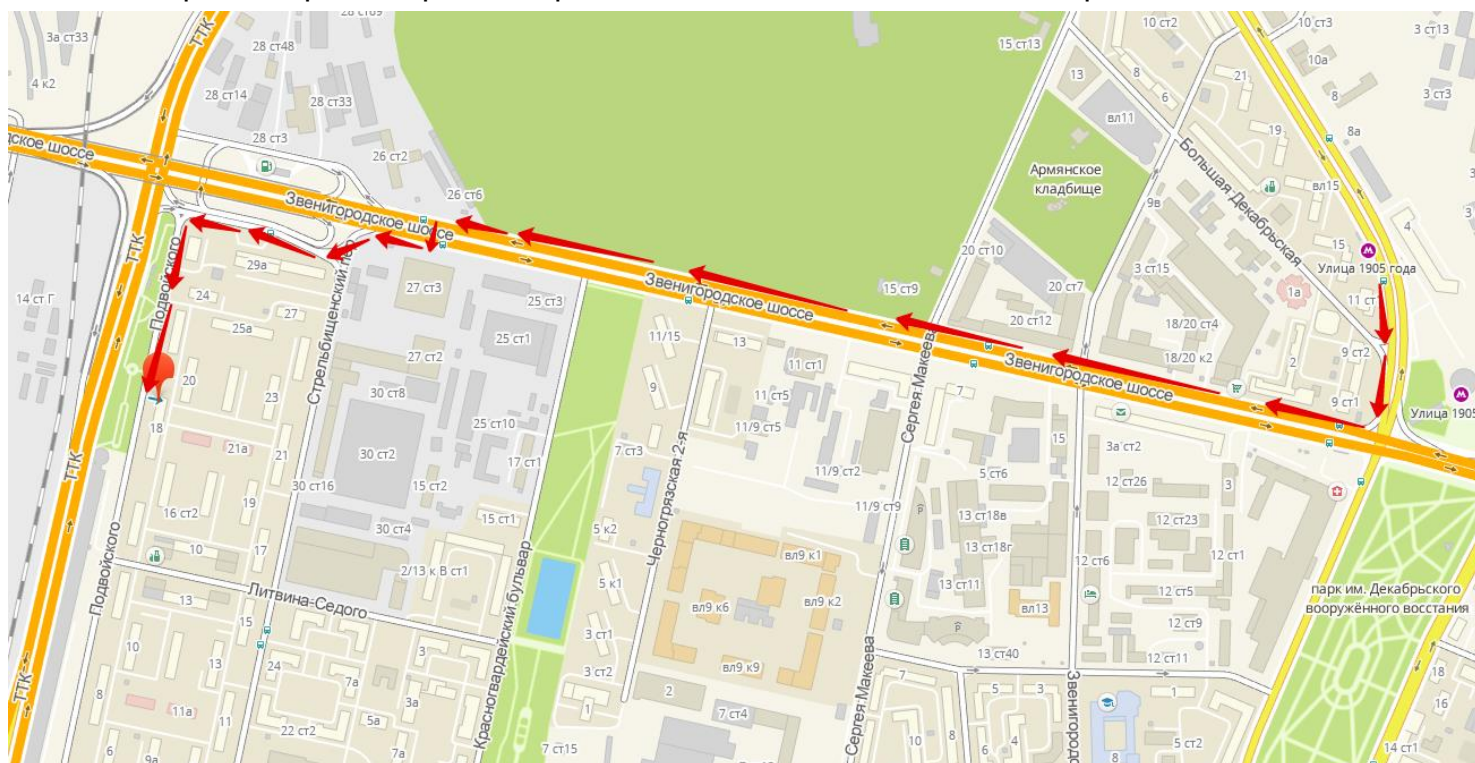 3а ст33
4 к2
ТТК
28 ст48
28 ст14
28 ст33
28 ст3
26 ст2
26 ст6
15 ст13
10 ст2
10 ст3
3 ст13
10а
13
8
6
21
8
3 ст3
вл11
19
8а
Армянское
кладбище
Большая Декабрьская
вл15
9в
4
15
Улица 1905 года
20 ст10
3 ст15
1а
11 ст
20 ст7
15 ст9
20 ст12
18/20 ст4
18/20 к2
2
9 ст2
9 ст1
Улица 1905
Звенигородское шоссе
Звенигородское шоссе
Звенигородское шоссе
ское шоссе
ТТК
14 ст Г
Подвойского
29а
24
27
25а
20
23
18
21а
21
16 ст2
19
10
17
Стрельбищенский пер
27 ст3
25 ст3
25 ст1
27 ст2
30 ст8
25 ст10
30 ст2
17 ст1
30 ст16
15 ст2
30 ст4
15 ст1
2/13 к В ст1
11/15
13
9
11 ст1
11 ст5
11/9 ст5
11/9 ст2
7 ст3
11/9 ст9
Черногрязская 2-я
Сергея Макеева
7
15
5 ст6
3а ст2
12 ст26
3
13 ст18в
12 ст23
13 ст18г
12 ст6
12 ст1
13 ст11
12 ст5
вл13
12 ст9
13 ст40
12 ст11
парк им. Декабрьского
вооружённого восстания
5 к2
5 к1
вл9 к1
вл9 к6
вл9 к2
вл9 к9
3 ст1
3 ст2
1
2
7 ст4
7 ст15
Подвойского
Литвина-Седого
Красногвардейский бульвар
13
15
10
13
8
11а
11
6
9а
24
3
7а
3а
5а
22 ст2
7а
ТТК
ТТК
Сергея Макеева
Звенигородс
7
5
3
1
10
8
6
4
8
5 ст2
14 ст1
18
16